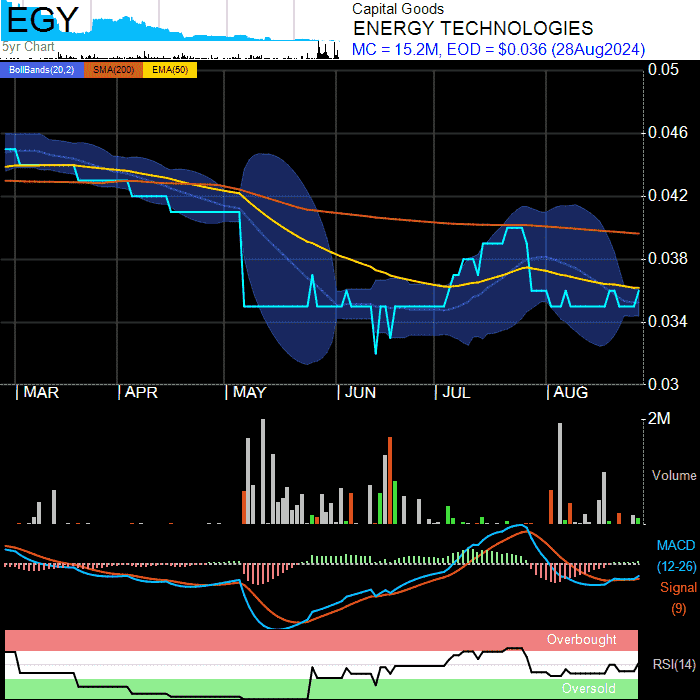 EGY
5yr Chart
Capital Goods
ENERGY TECHNOLOGIES
MC = 15.2M, EOD = $0.036 (28Aug2024)
BollBands(20,2) SMA(200) EMA(50)
0.05
0.046
0.042
0.038
0.034
0.03
MAR APR MAY JUN JUL AUG
2M
Volume
MACD
(12-26)
Signal
(9)
Overbought
RSI(14)
Oversold